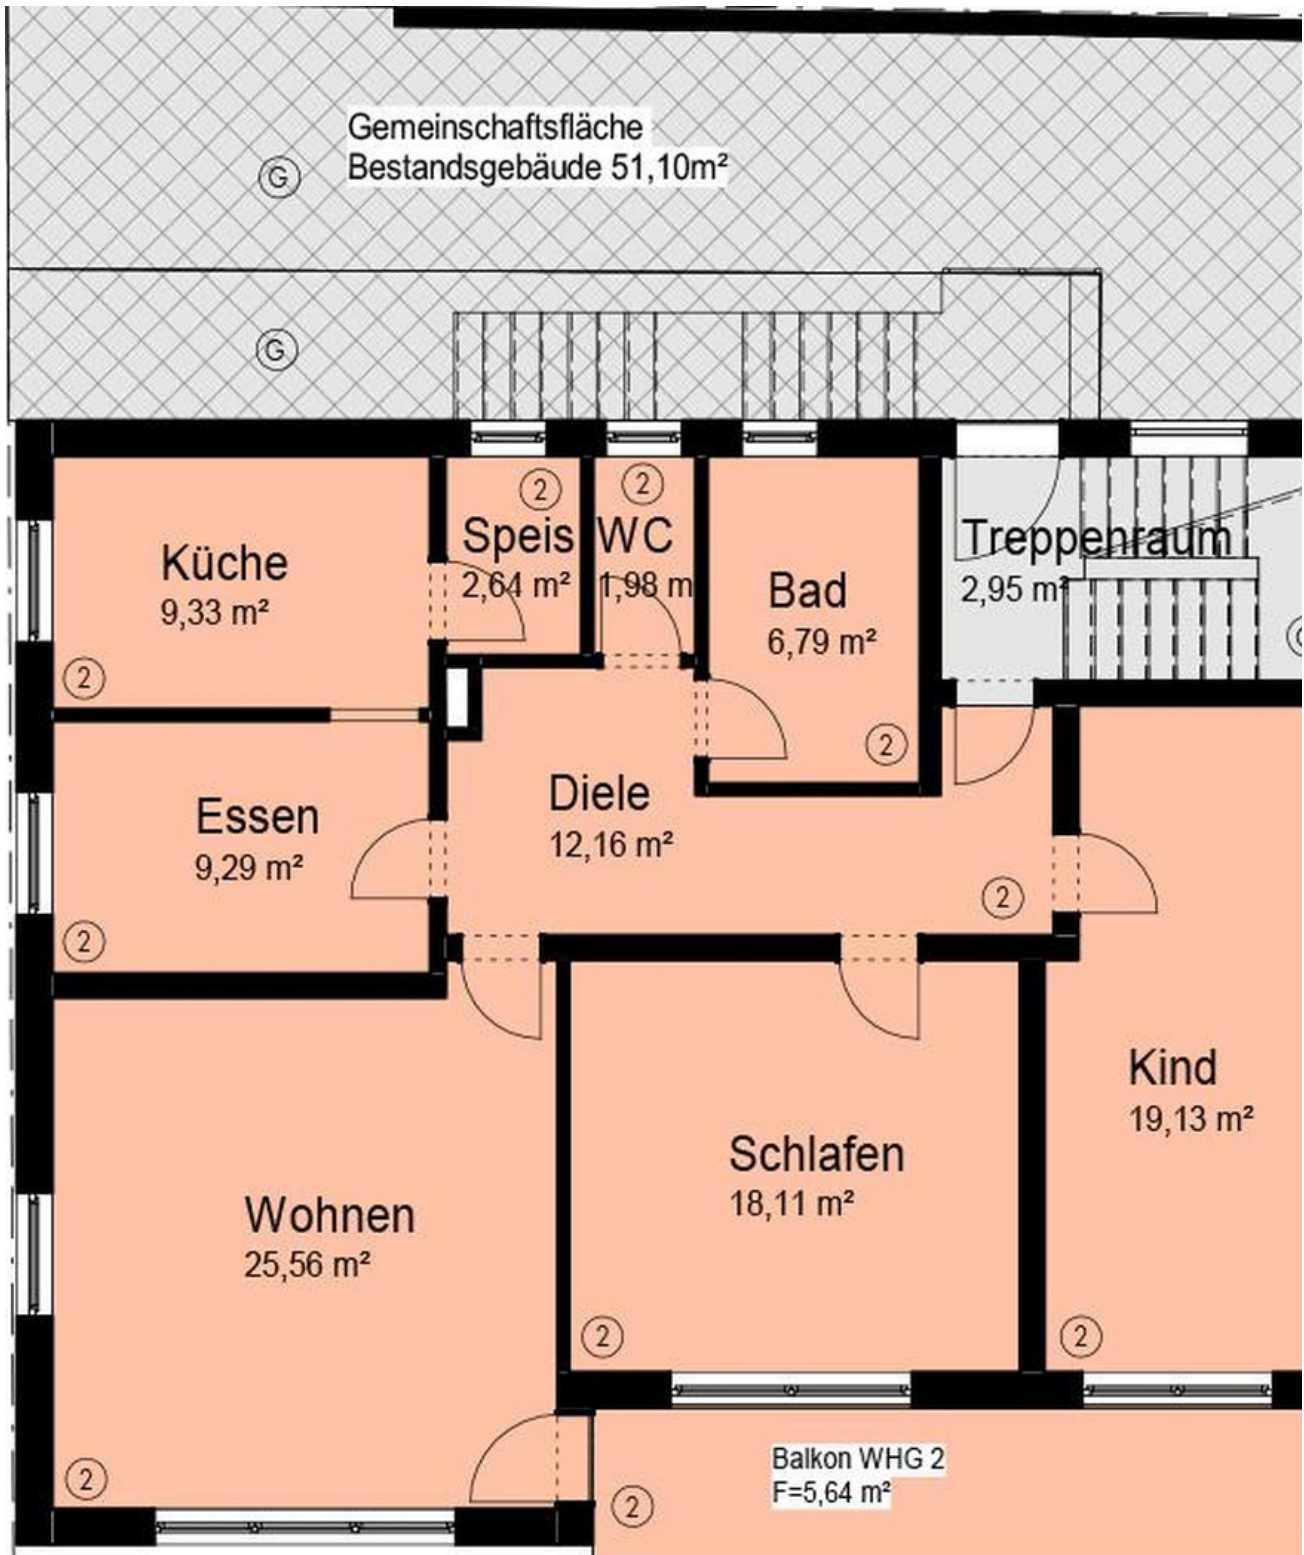 Gemeinschaftsfläche
Bestandsgebäude 51,10m²
G
G
2
2
Speis
WC
Treppenraum
Küche
2,64 m²
1,98 m
2,95 m²
Bad
9,33 m²
6,79 m²
2
2
Diele
Essen
12,16 m²
9,29 m²
2
2
Kind
19,13 m²
Schlafen
18,11 m²
Wohnen
25,56 m²
2
2
2
Balkon WHG 2
F=5,64 m²
2